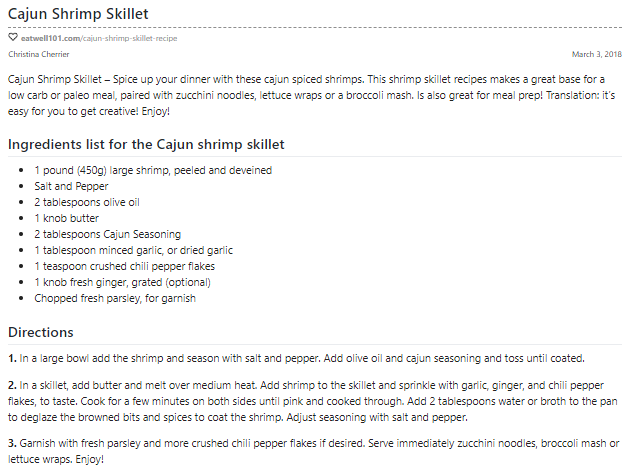 Cajun Shrimp Skillet
eatwell101.com/cajun-shrimp-skillet-recipe
Christina Cherrier March 3, 2018
Cajun Shrimp Skillet – Spice up your dinner with these cajun spiced shrimps. This shrimp skillet recipes makes a great base for a
low carb or paleo meal, paired with zucchini noodles, lettuce wraps or a broccoli mash. Is also great for meal prep! Translation: it's
easy for you to get creative! Enjoy!
Ingredients list for the Cajun shrimp skillet
• 1 pound (450g) large shrimp, peeled and deveined
• Salt and Pepper
• 2 tablespoons olive oil
• 1 knob butter
• 2 tablespoons Cajun Seasoning
• 1 tablespoon minced garlic, or dried garlic
• 1 teaspoon crushed chili pepper flakes
• 1 knob fresh ginger, grated (optional)
• Chopped fresh parsley, for garnish
Directions
1. In a large bowl add the shrimp and season with salt and pepper. Add olive oil and cajun seasoning and toss until coated.
2. In a skillet, add butter and melt over medium heat. Add shrimp to the skillet and sprinkle with garlic, ginger, and chili pepper
flakes, to taste. Cook for a few minutes on both sides until pink and cooked through. Add 2 tablespoons water or broth to the pan
to deglaze the browned bits and spices to coat the shrimp. Adjust seasoning with salt and pepper.
3. Garnish with fresh parsley and more crushed chili pepper flakes if desired. Serve immediately zucchini noodles, broccoli mash or
lettuce wraps. Enjoy!